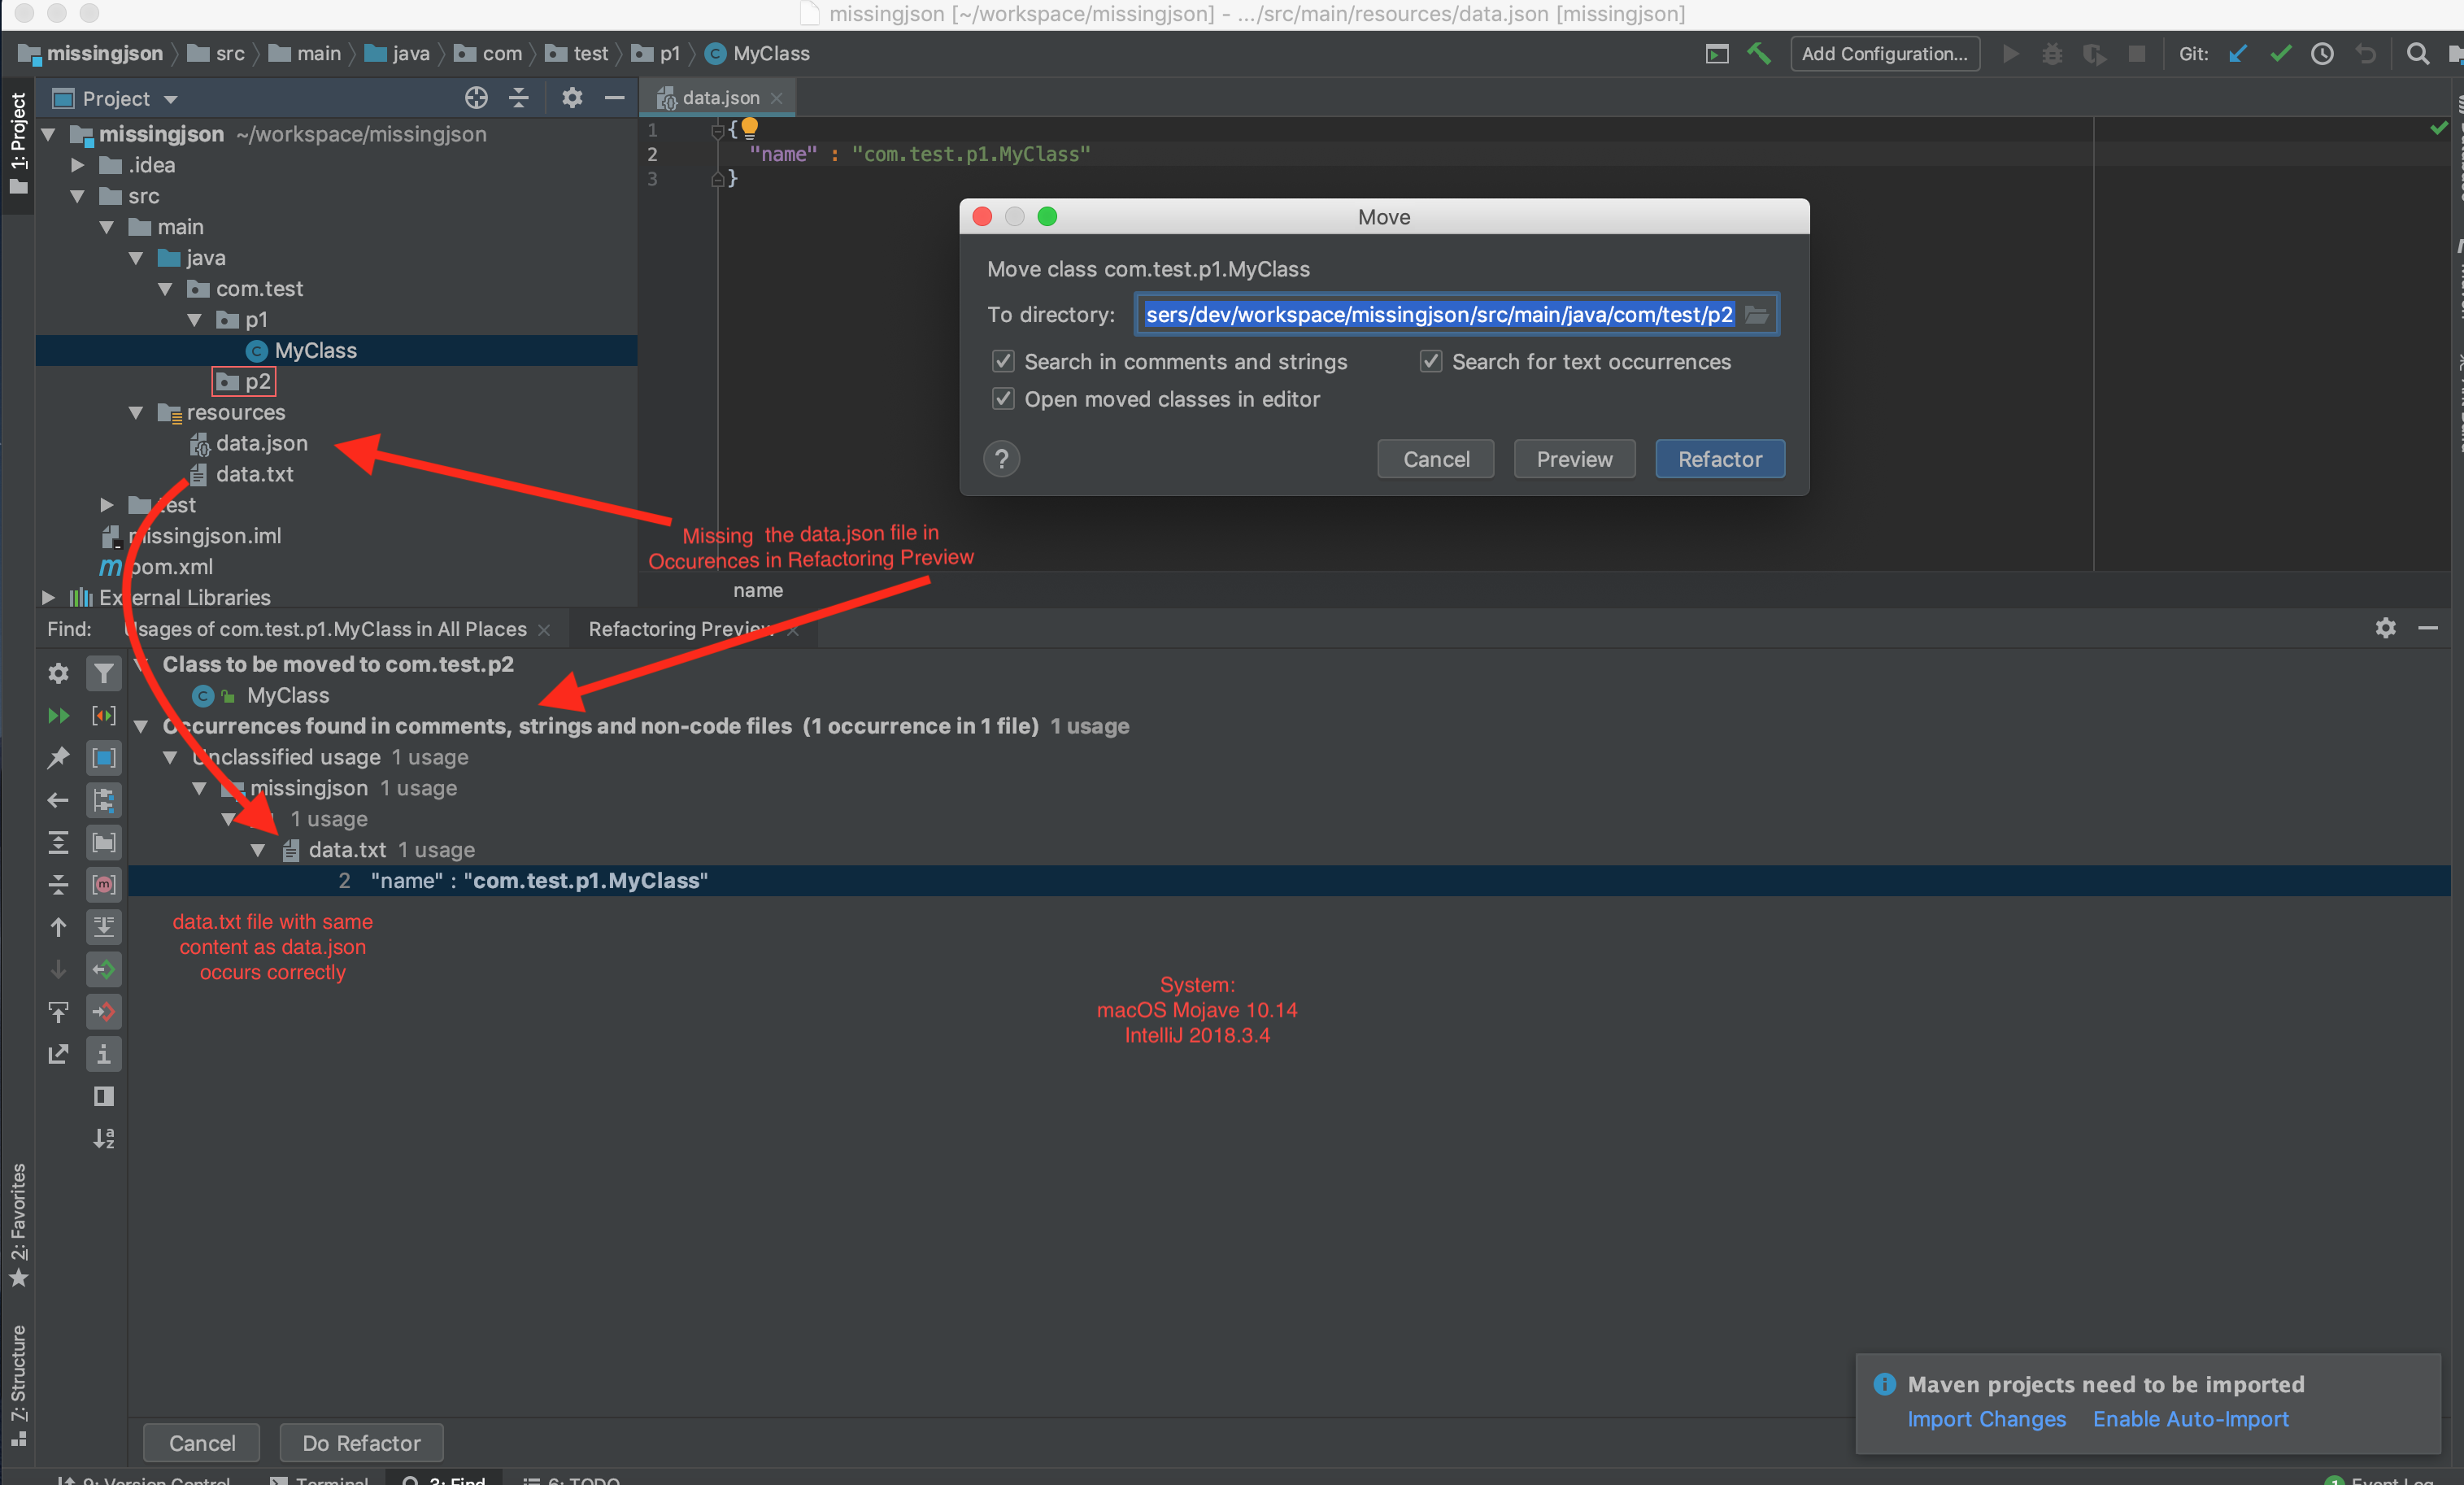 missingjson [~/workspace/missingjson] - .../src/main/resources/data.json [missingjson]
missingjson src main java com test p1 MyClass
Add Configuration...
Git:
1: Project
Project
data.json
missingjson ~/workspace/missingjson
.idea
src
main
java
com.test
p1
MyClass
p2
resources
data.json
data.txt
test
missingjson.iml
pom.xml
External Libraries
1 {
2 "name" : "com.test.p1.MyClass"
3 }
name
Move
Move class com.test.p1.MyClass
To directory: sers/dev/workspace/missingjson/src/main/java/com/test/p2
Search in comments and strings Search for text occurrences
Open moved classes in editor
? Cancel Preview Refactor
Missing the data.json file in
Occurences in Refactoring Preview
Find: Usages of com.test.p1.MyClass in All Places Refactoring Preview
Class to be moved to com.test.p2
MyClass
Occurrences found in comments, strings and non-code files (1 occurrence in 1 file) 1 usage
Unclassified usage 1 usage
missingjson 1 usage
1 usage
data.txt 1 usage
2 "name" : "com.test.p1.MyClass"
data.txt file with same
content as data.json
occurs correctly
System:
macOS Mojave 10.14
IntelliJ 2018.3.4
2: Favorites
7: Structure
Maven projects need to be imported
Import Changes Enable Auto-Import
Cancel Do Refactor
9: Version Control Terminal 3: Find 6: TODO
1 Event Log